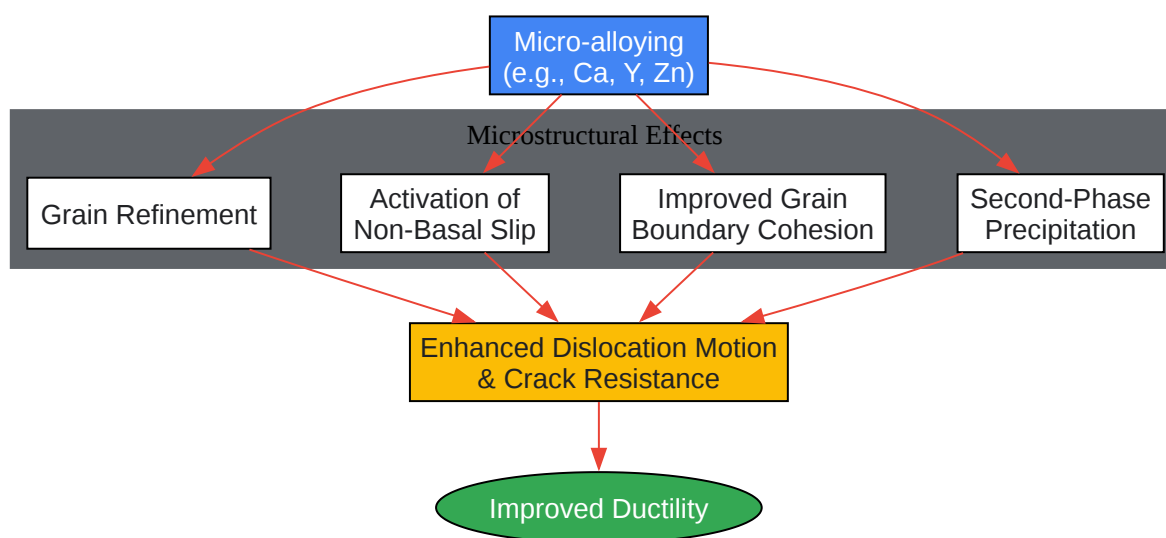 Micro-alloying
(e.g., Ca, Y, Zn)
Microstructural Effects
Grain Refinement
Activation of
Non-Basal Slip
Improved Grain
Boundary Cohesion
Second-Phase
Precipitation
Enhanced Dislocation Motion
& Crack Resistance
Improved Ductility